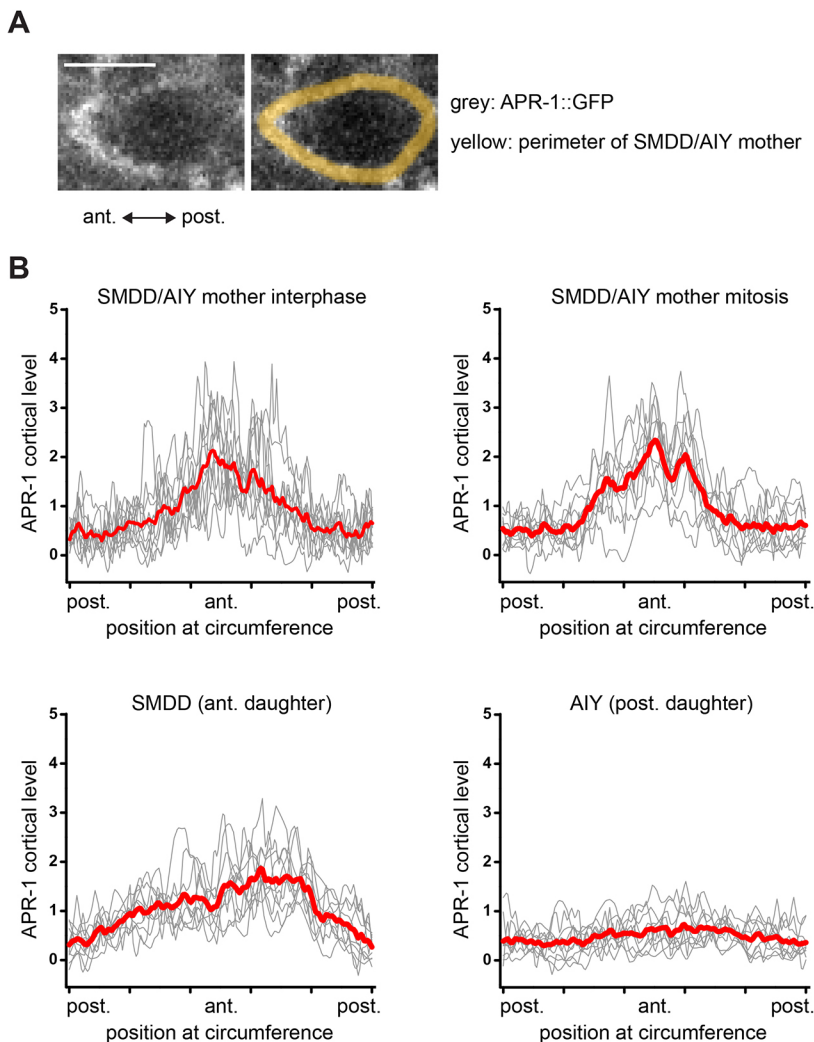 A
grey: APR-1::GFP
yellow: perimeter of SMDD/AIY mother
ant. post.
B
SMDD/AIY mother interphase
5
4
3
2
1
0
APR-1 cortical level
post. ant. post.
position at circumference
SMDD/AIY mother mitosis
5
4
3
2
1
0
APR-1 cortical level
post. ant. post.
position at circumference
SMDD (ant. daughter)
5
4
3
2
1
0
APR-1 cortical level
post. ant. post.
position at circumference
AIY (post. daughter)
5
4
3
2
1
0
APR-1 cortical level
post. ant. post.
position at circumference